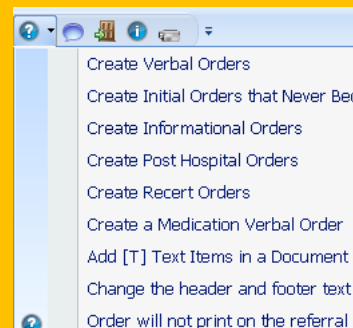 Create Verbal Orders
Create Initial Orders that Never
Create Informational Orders
Create Post Hospital Orders
Create Recert Orders
Create a Medication Verbal Order
Add [T] Text Items in a Document
Change the header and footer text
Order will not print on the referral